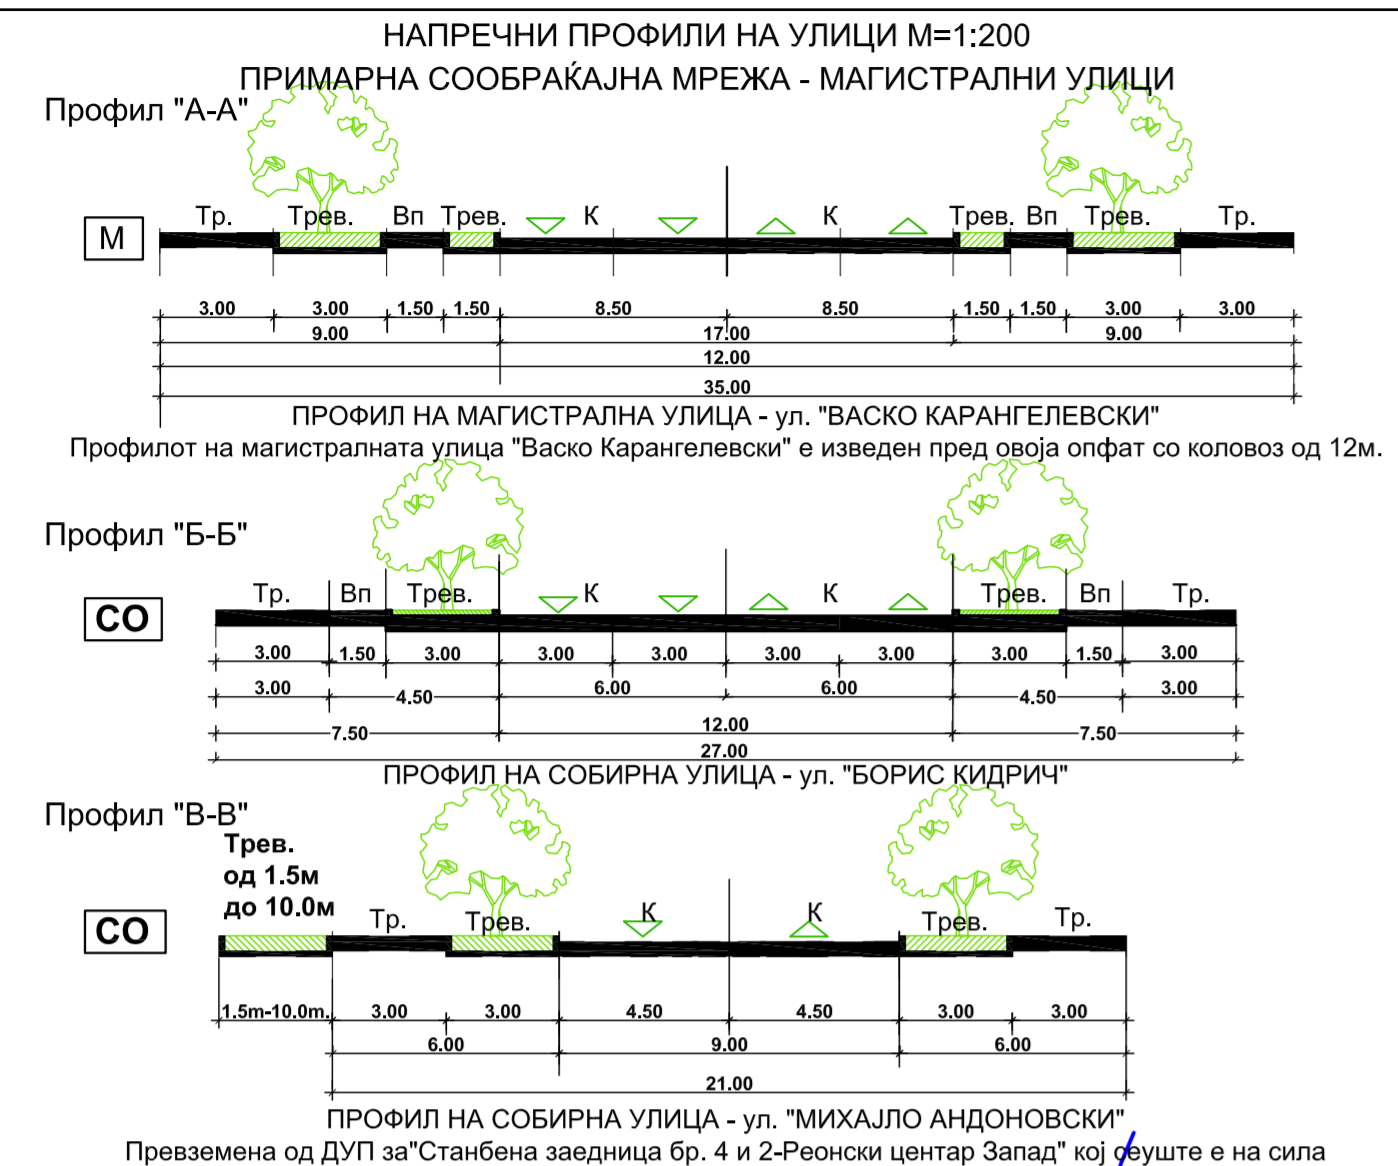 НАПРЕЧНИ ПРОФИЛИ НА УЛИЦИ М=1:200
ПРИМАРНА СООБРАЌАЈНА МРЕЖА - МАГИСТРАЛНИ УЛИЦИ
Профил "А-А"
М
Тр. Трев. Вп Трев. К К Трев. Вп Трев. Тр.
3.00 3.00 1.50 1.50 8.50 8.50 1.50 1.50 3.00 3.00
9.00 17.00 9.00
12.00
35.00
ПРОФИЛ НА МАГИСТРАЛНА УЛИЦА - ул. "ВАСКО КАРАНГЕЛЕВСКИ"
Профилот на магистралната улица "Васко Карангелевски" е изведен пред овоја опфат со коловоз од 12м.
Профил "Б-Б"
СО
Тр. Вп Трев. К К Трев. Вп Тр.
3.00 1.50 3.00 3.00 3.00 3.00 3.00 3.00 1.50 3.00
3.00 4.50 6.00 6.00 4.50 3.00
7.50 12.00 7.50
27.00
ПРОФИЛ НА СОБИРНА УЛИЦА - ул. "БОРИС КИДРИЧ"
Профил "В-В"
Трев.
од 1.5м
до 10.0м
СО
Тр. Трев. К К Трев. Тр.
1.5m-10.0m. 3.00 3.00 4.50 4.50 3.00 3.00
6.00 9.00 6.00
21.00
ПРОФИЛ НА СОБИРНА УЛИЦА - ул. "МИХАЈЛО АНДОНОВСКИ"
Превземена од ДУП за"Станбена заедница бр. 4 и 2-Реонски центар Запад" кој сеуште е на сила